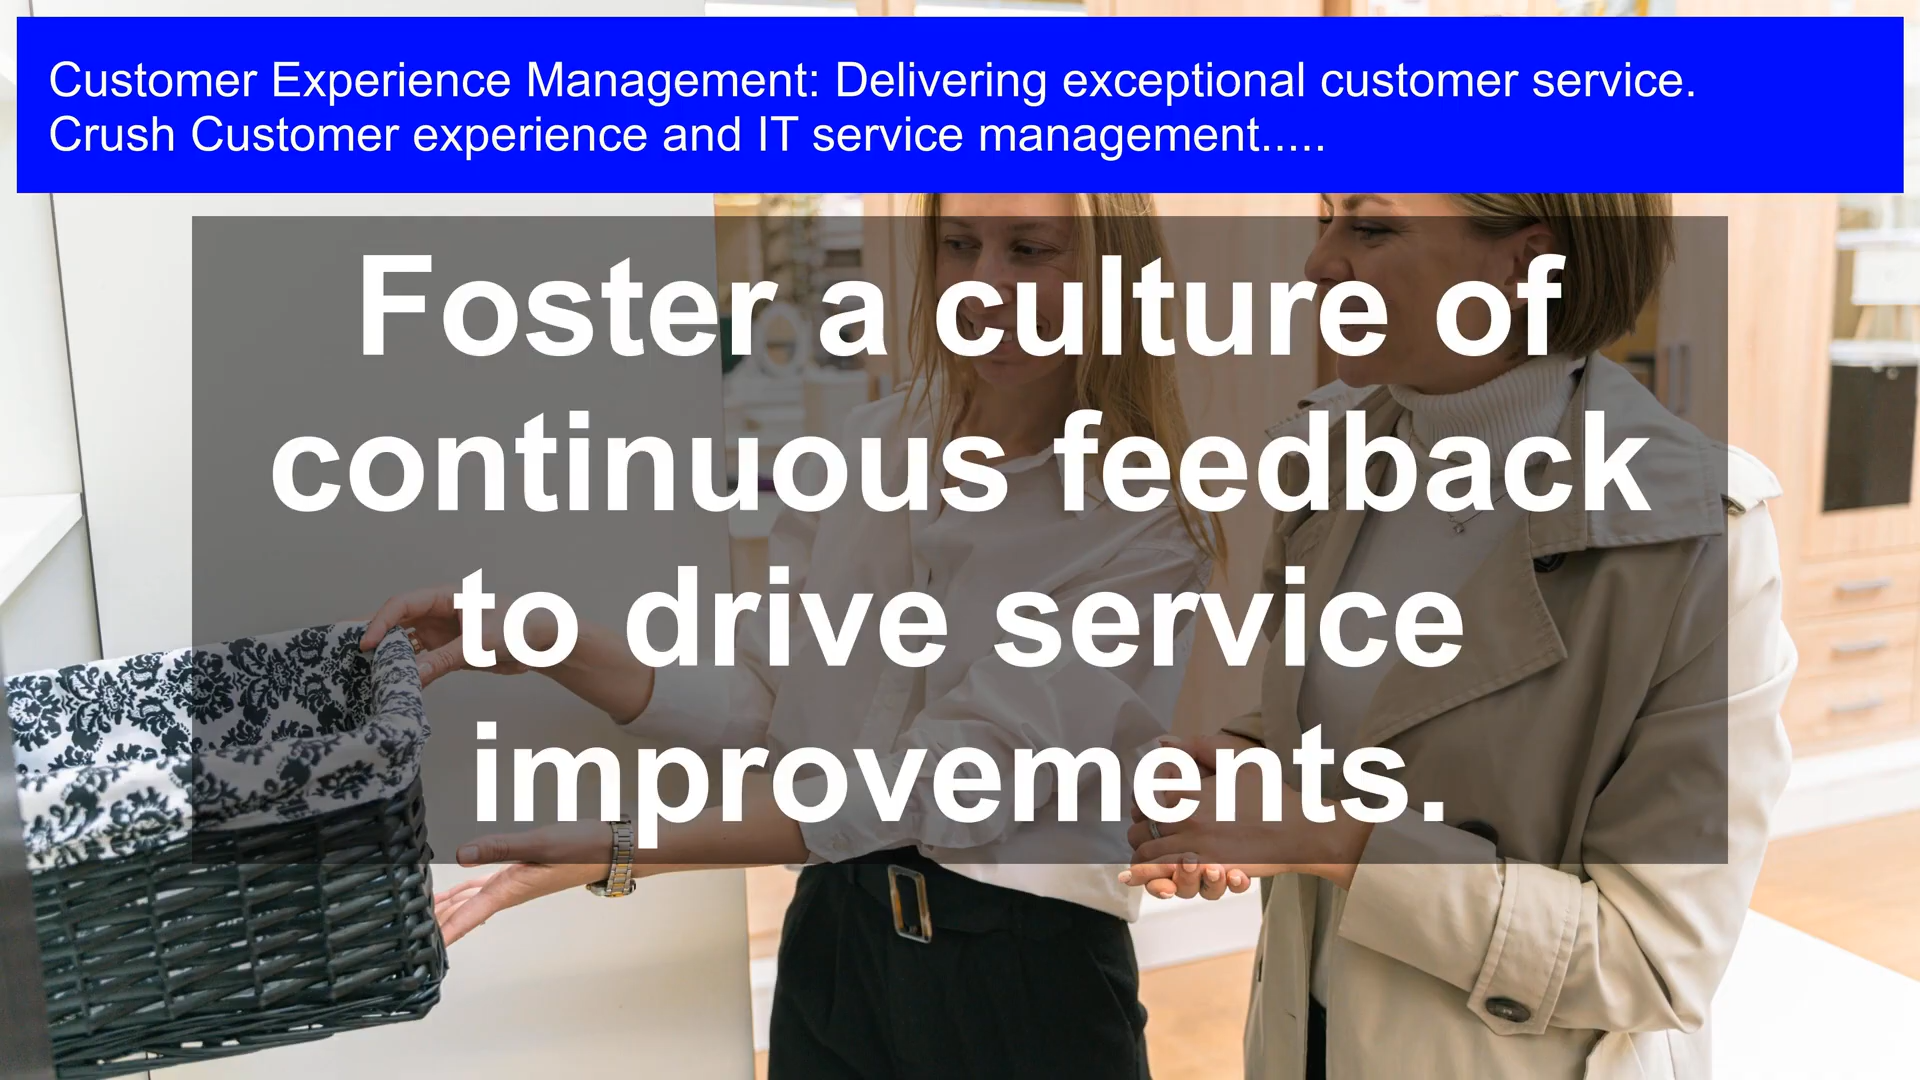 Customer Experience Management: Delivering exceptional customer service.
Crush Customer experience and IT service management.....
Foster a culture of
continuous feedback
to drive service
improvements.